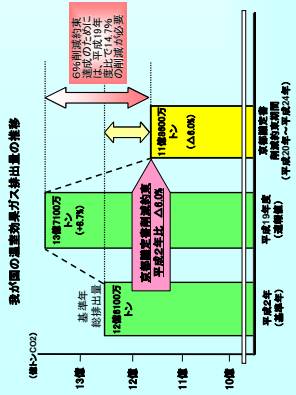 我が国の温室効果ガス排出量の推移
(億トンCO2)
13億
12億
11億
10億
基準年
総排出量
12億6100万
トン
13億7100万
トン
(+8.7%)
11億8600万
トン
(△6.0%)
京都議定書削減約束
平成2年比 △6.0%
6%削減約束
達成のために
は、平成19年
度比で14.7%
の削減が必要
平成2年
(基準年)
平成19年度
(速報値)
京都議定書
削減約束期間
(平成20年~平成24年)